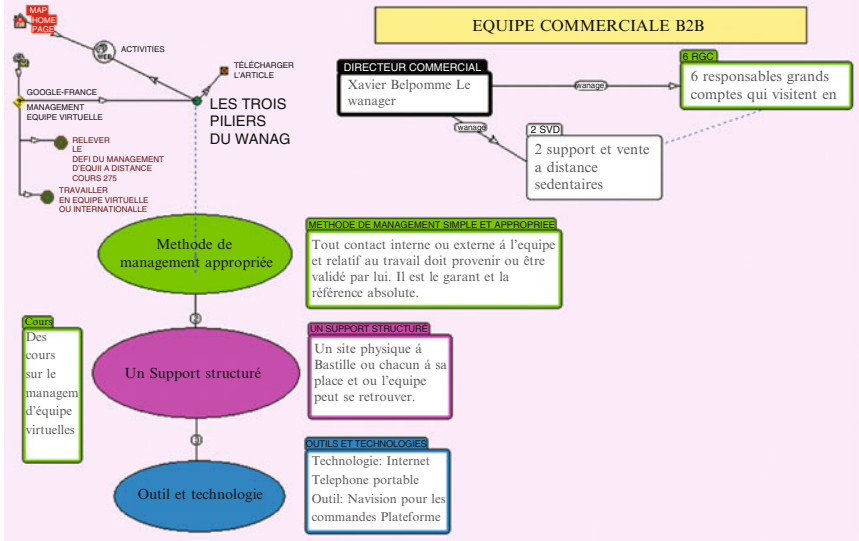 MAP
HOME
PAGE
WEB
ACTIVITIES
TÉLÉCHARGER
L'ARTICLE
GOOGLE-FRANCE
MANAGEMENT
EQUIPE VIRTUELLE
LES TROIS
PILIERS
DU WANAG
RELEVER
LE
DEFI DU MANAGEMENT
D'EQUII A DISTANCE
COURS 275
TRAVAILLER
EN EQUIPE VIRTUELLE
OU INTERNATIONALLE
EQUIPE COMMERCIALE B2B
DIRECTEUR COMMERCIAL
Xavier Belpomme Le
wanager
wanage
6 RGC
6 responsables grands
comptes qui visitent en
wanage
2 SVD
2 support et vente
a distance
sedentaires
Methode de
management appropriée
METHODE DE MANAGEMENT SIMPLE ET APPROPRIEE
Tout contact interne ou externe á l'equipe
et relatif au travail doit provenir ou être
validé par lui. Il est le garant et la
référence absolute.
2
Cours
Des
cours
sur le
managem
d'équipe
virtuelles
Un Support structuré
UN SUPPORT STRUCTURÉ
Un site physique á
Bastille ou chacun á sa
place et ou l'equipe
peut se retrouver.
3
Outil et technologie
OUTILS ET TECHNOLOGIES
Technologie: Internet
Telephone portable
Outil: Navision pour les
commandes Plateforme